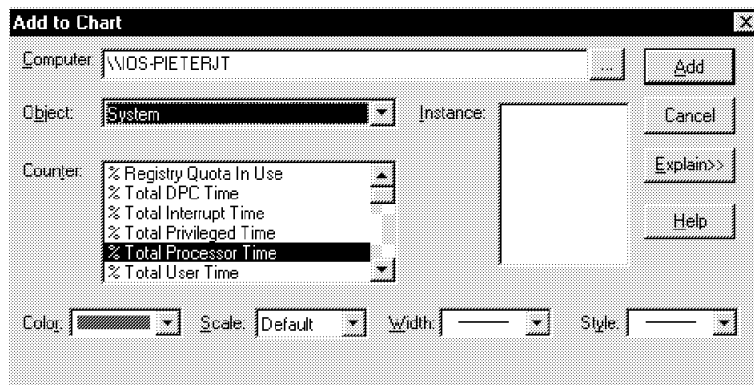 Add to Chart
Computer: \\IOS-PIETERJT ... Add
Object: System Instance: Cancel
Counter: % Registry Quota In Use Explain>>
% Total DPC Time
% Total Interrupt Time
% Total Privileged Time Help
% Total Processor Time
% Total User Time
Color: Scale: Default Width: Style: